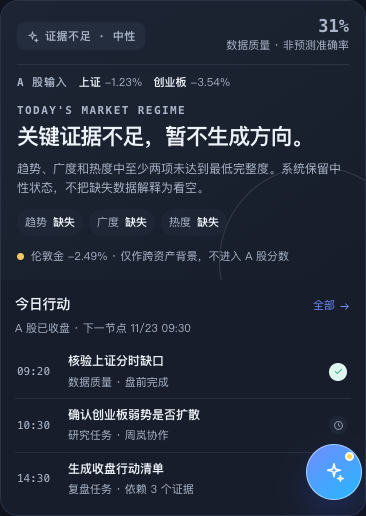 证据不足 · 中性
31%
数据质量 · 非预测准确率
A 股输入 上证 −1.23% 创业板 −3.54%
TODAY'S MARKET REGIME
关键证据不足，暂不生成方向。
趋势、广度和热度中至少两项未达到最低完整度。系统保留中
性状态，不把缺失数据解释为看空。
趋势 缺失 广度 缺失 热度 缺失
伦敦金 −2.49% · 仅作跨资产背景，不进入 A 股分数
今日行动
全部 →
A 股已收盘 · 下一节点 11/23 09:30
09:20
核验上证分时缺口
数据质量 · 盘前完成
10:30
确认创业板弱势是否扩散
研究任务 · 周岚协作
14:30
生成收盘行动清单
复盘任务 · 依赖 3 个证据